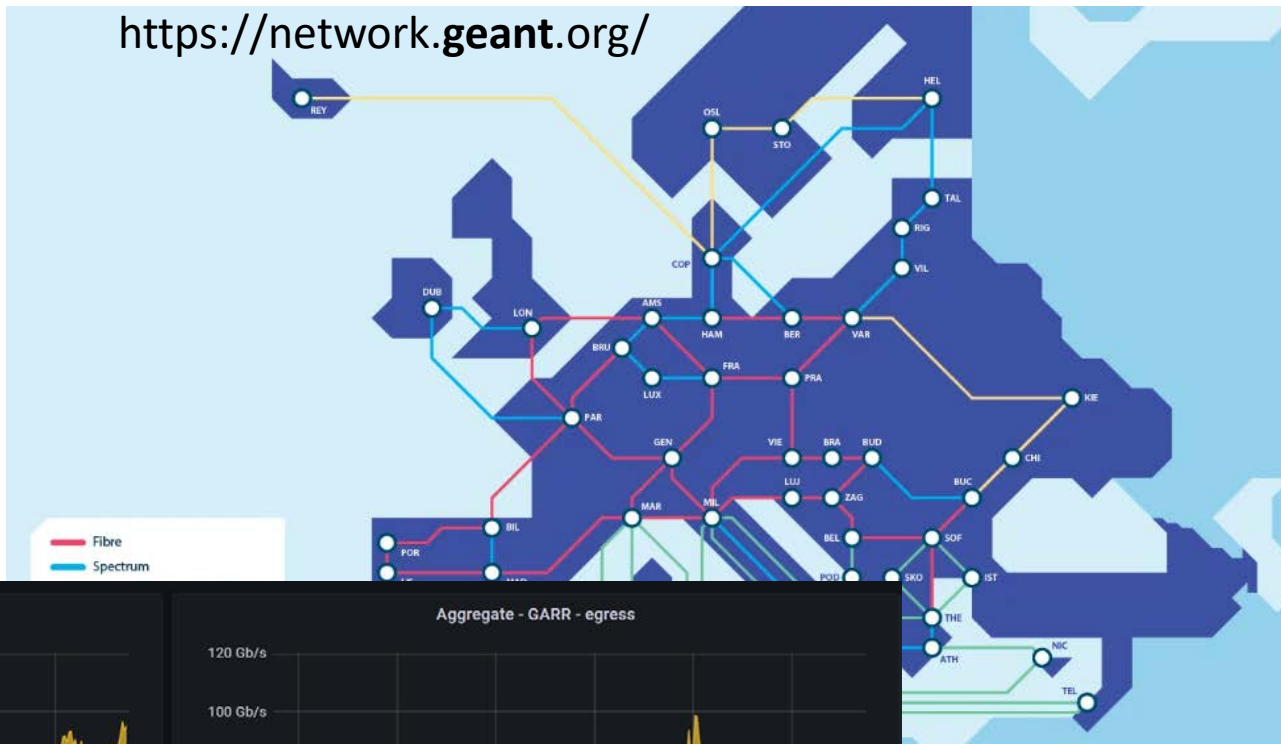 https://network.geant.org/
REY
OSL
STO
HEL
TAL
RIG
VIL
COP
DUB
LON
AMS
HAM
BER
VAR
BRU
LUX
FRA
PRA
KIE
PAR
GEN
VIE
BRA
BUD
CHI
BUC
LUJ
ZAG
MAR
MIL
BIL
POR
BEL
SOF
POD
SKO
IST
THE
ATH
NIC
TEL
Fibre
Spectrum
Aggregate - GARR - egress
120 Gb/s
100 Gb/s